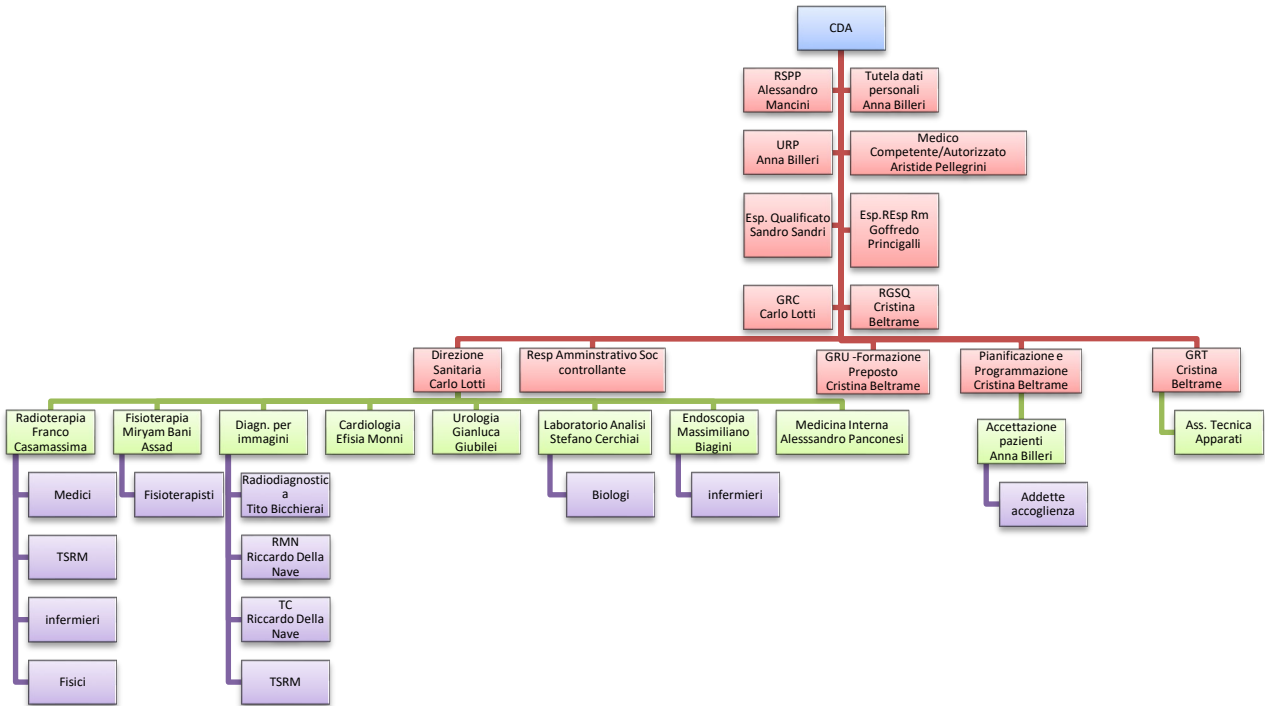 CDA
RSPP
Alessandro
Mancini
Tutela dati
personali
Anna Billeri
URP
Anna Billeri
Medico
Competente/Autorizzato
Aristide Pellegrini
Esp. Qualificato
Sandro Sandri
Esp.REsp Rm
Goffredo
Principigalli
GRC
Carlo Lotti
RGSQ
Cristina
Beltrame
Direzione
Sanitaria
Carlo Lotti
Resp Amminstrativo Soc
controllante
GRU -Formazione
Preposto
Cristina Beltrame
Pianificazione e
Programmazione
Cristina Beltrame
GRT
Cristina
Beltrame
Radioterapia
Franco
Casamassima
Fisioterapia
Miryam Bani
Assad
Diagn. per
immagini
Cardiologia
Efisia Monni
Urologia
Gianluca
Giubilei
Laboratorio Analisi
Stefano Cerchiai
Endoscopia
Massimiliano
Biagini
Medicina Interna
Alesssandro Panconesi
Accettazione
pazienti
Anna Billeri
Ass. Tecnica
Apparati
Medici
Fisioterapisti
Radiodiagnostic
a
Tito Bicchierai
Biologi
infermieri
Addette
accoglienza
TSRM
RMN
Riccardo Della
Nave
infermieri
TC
Riccardo Della
Nave
Fisici
TSRM